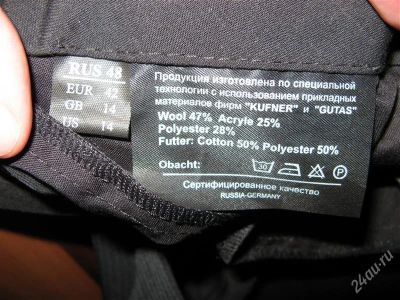 RUS 48
EUR 42
GB 14
US 14
Продукция изготовлена по специальной
технологии с использованием прикладных
материалов фирм "KUFNER" и "GUTAS"
Wool 47% Acryle 25%
Polyester 28%
Futter: Cotton 50% Polyester 50%
Obacht: 30
Сертифицированное качество
RUSSIA-GERMANY
24au.ru